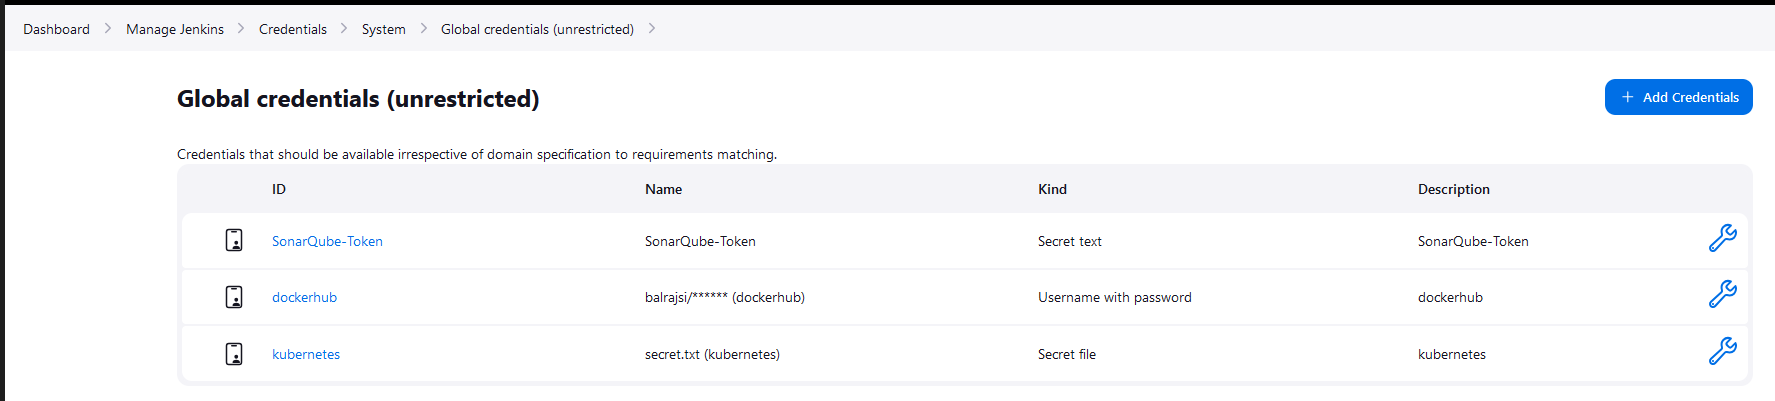 Dashboard > Manage Jenkins > Credentials > System > Global credentials (unrestricted) >
Global credentials (unrestricted)
+ Add Credentials
Credentials that should be available irrespective of domain specification to requirements matching.
ID Name Kind Description
SonarQube-Token SonarQube-Token Secret text SonarQube-Token
dockerhub balrajsi/****** (dockerhub) Username with password dockerhub
kubernetes secret.txt (kubernetes) Secret file kubernetes